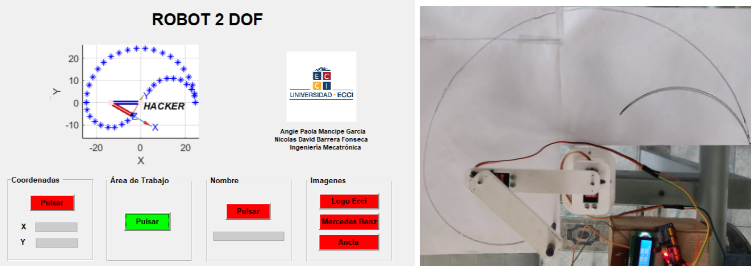 ROBOT 2 DOF
20
10
0
-10
Y
-20
0
20
X
HACKER
Y
X
E C
C I
UNIVERSIDAD · ECCI
Angie Paola Mancipe Garcia
Nicolas David Barrera Fonseca
Ingeniería Mecatrónica
Coordenadas
Pulsar
X
Y
Área de Trabajo
Pulsar
Nombre
Pulsar
Imagenes
Logo Ecci
Mercedes Benz
Ancla